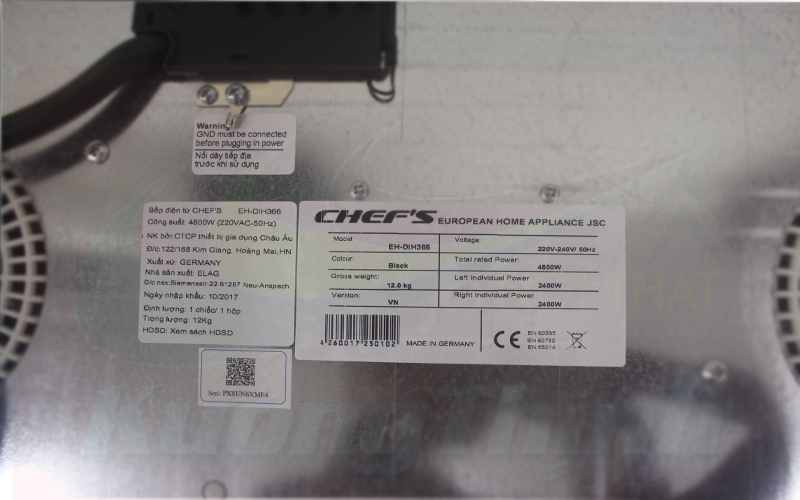 Warning
GND must be connected
before plugging in power
Nối dây tiếp địa
trước khi sử dụng
Bếp điện từ CHEF'S EH-DIH366
Công suất: 4800W (220VAC-50Hz)
NK bởi: CTCP thiết bị gia dụng Châu Âu
Đ/c: 122/168 Kim Giang, Hoàng Mai, HN
Xuất xứ: GERMANY
Nhà sản xuất: ELAG
Đ/c nsx: Siemensstr.22 61267 Neu-Anspach
Ngày nhập khẩu: 10/2017
Định lượng: 1 chiếc/ 1 hộp
Trọng lượng: 12Kg
HDSD: Xem sách HDSD
CHEF'S EUROPEAN HOME APPLIANCE JSC
Model EH-DIH366
Voltage: 220V-240V/ 50Hz
Colour: Black
Total rated Power: 4800W
Gross weight: 12.0 kg
Left Individual Power 2400W
Version: VN
Right Individual Power 2400W
4260017250102
MADE IN GERMANY
CE
EN 60335
EN 60730
EN 55014
Seri: PX8UN6XME4
KuongThinh